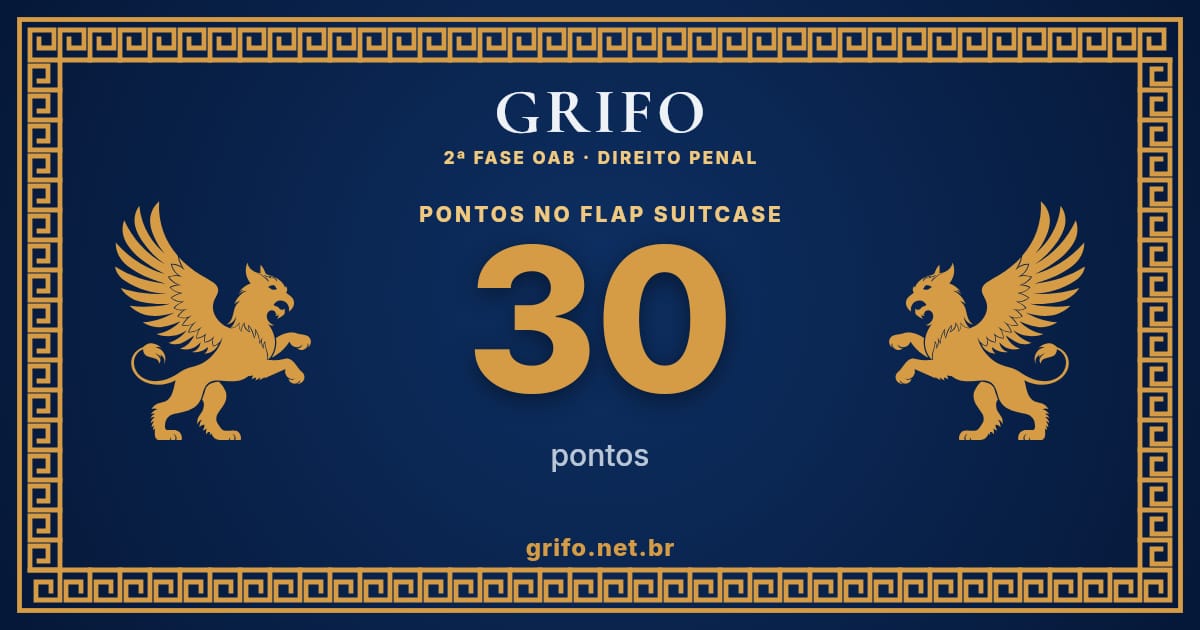 GRIFO
2ª FASE OAB · DIREITO PENAL
PONTOS NO FLAP SUITCASE
30
pontos
grifo.net.br